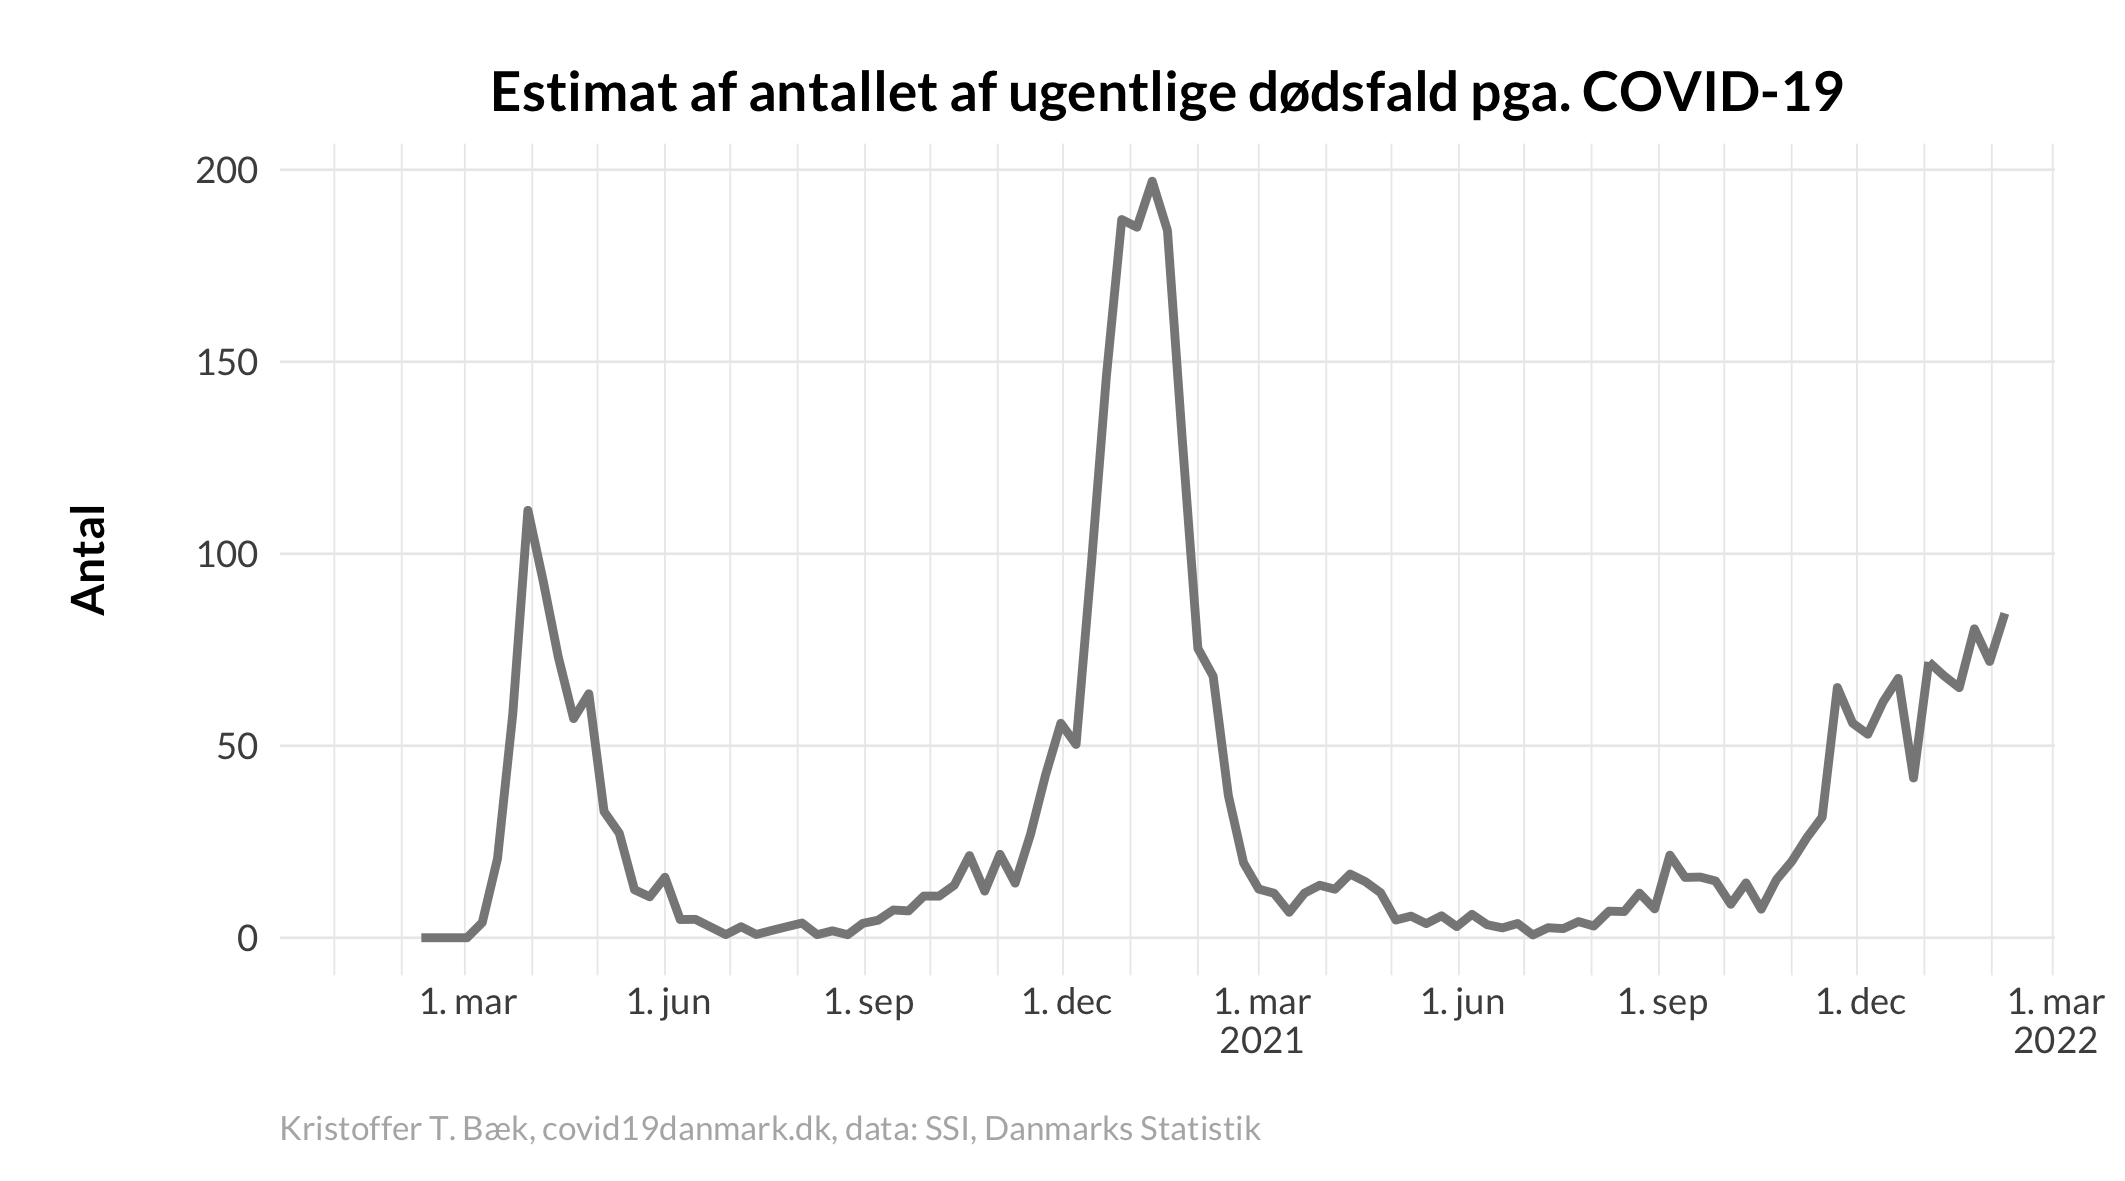 Estimat af antallet af ugentlige dødsfald pga. COVID-19
Antal
200
150
100
50
0
1. mar
1. jun
1. sep
1. dec
1. mar
2021
1. jun
1. sep
1. dec
1. mar
2022
Kristoffer T. Bæk, covid19danmark.dk, data: SSI, Danmarks Statistik